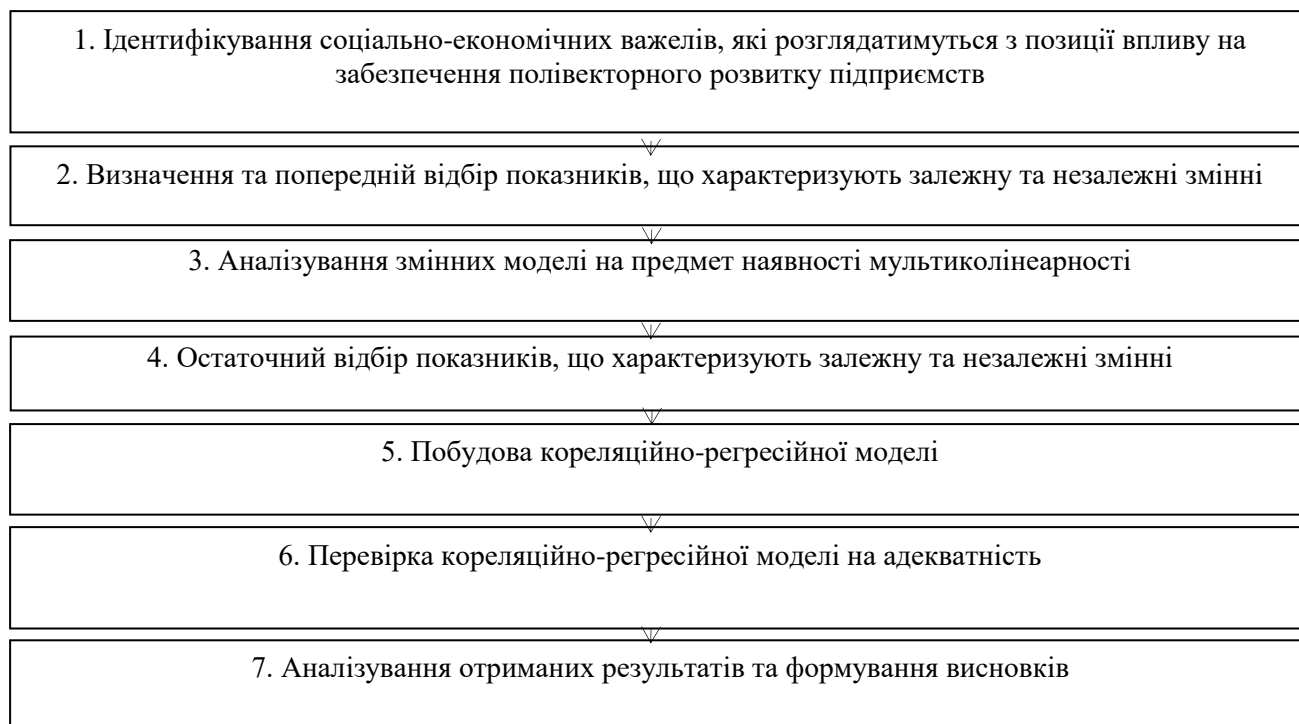 1. Ідентифікування соціально-економічних важелів, які розглядатимуться з позиції впливу на
забезпечення полівекторного розвитку підприємств
2. Визначення та попередній відбір показників, що характеризують залежну та незалежні змінні
3. Аналізування змінних моделі на предмет наявності мультиколінеарності
4. Остаточний відбір показників, що характеризують залежну та незалежні змінні
5. Побудова кореляційно-регресійної моделі
6. Перевірка кореляційно-регресійної моделі на адекватність
7. Аналізування отриманих результатів та формування висновків